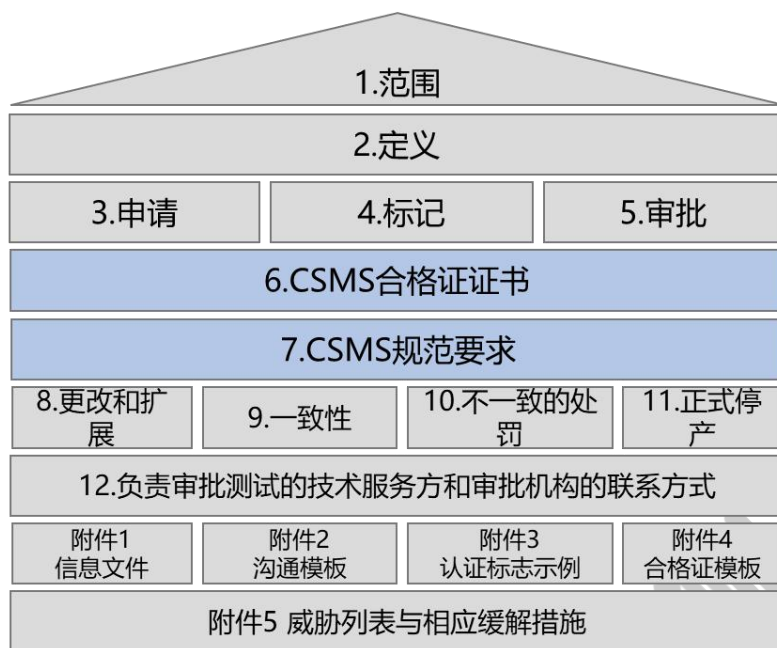 1.范围
2.定义
3.申请
4.标记
5.审批
6.CSMS合格证证书
7.CSMS规范要求
8.更改和扩
展
9.一致性
10.不一致的处
罚
11.正式停
产
12.负责审批测试的技术服务方和审批机构的联系方式
附件1
信息文件
附件2
沟通模板
附件3
认证标志示例
附件4
合格证模板
附件5 威胁列表与相应缓解措施